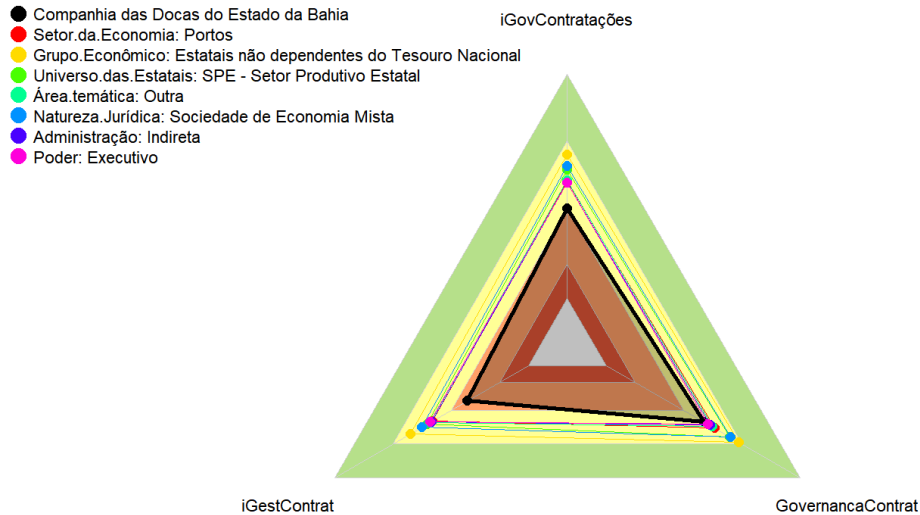 Companhia das Docas do Estado da Bahia
Setor.da.Economia: Portos
Grupo.Econômico: Estatais não dependentes do Tesouro Nacional
Universo.das.Estatais: SPE - Setor Produtivo Estatal
Área.temática: Outra
Natureza.Jurídica: Sociedade de Economia Mista
Administração: Indireta
Poder: Executivo
iGovContratações
iGestContrat
GovernancaContrat